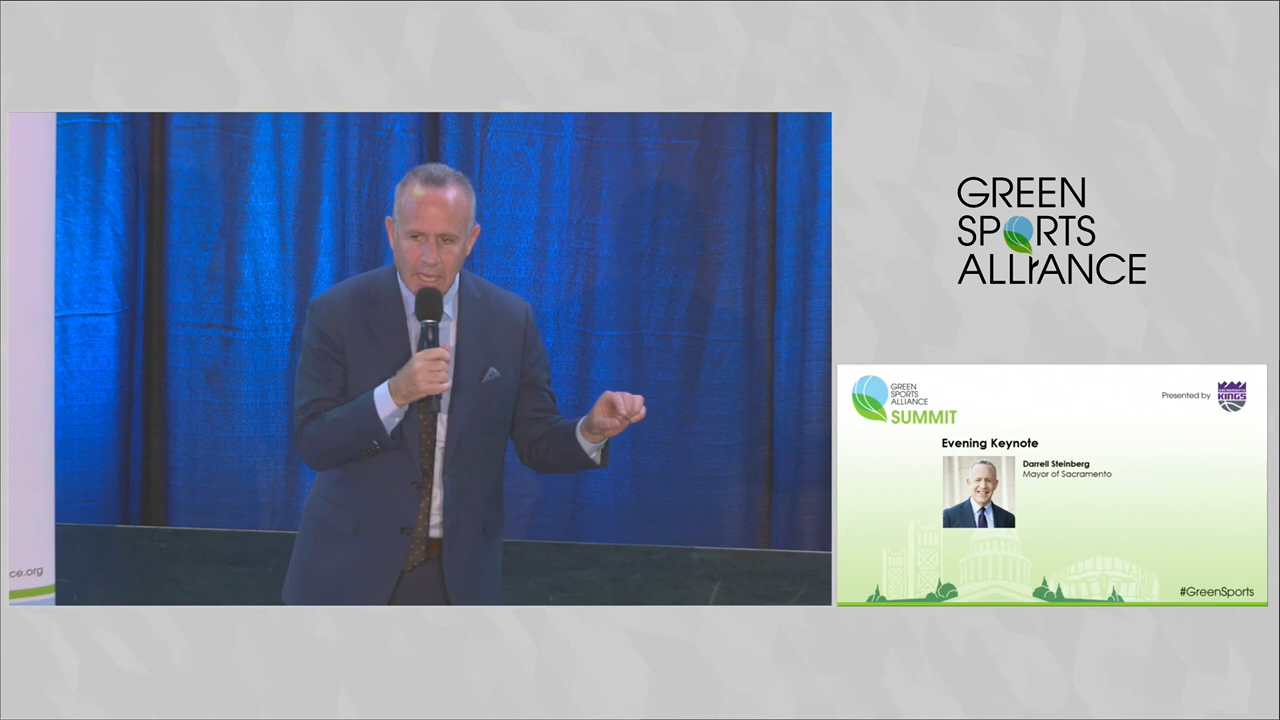 GREEN
SPORTS
ALLIANCE
GREEN
SPORTS
ALLIANCE
SUMMIT
Presented by
SACRAMENTO
KINGS
Evening Keynote
Darrell Steinberg
Mayor of Sacramento
#GreenSports
ce.org